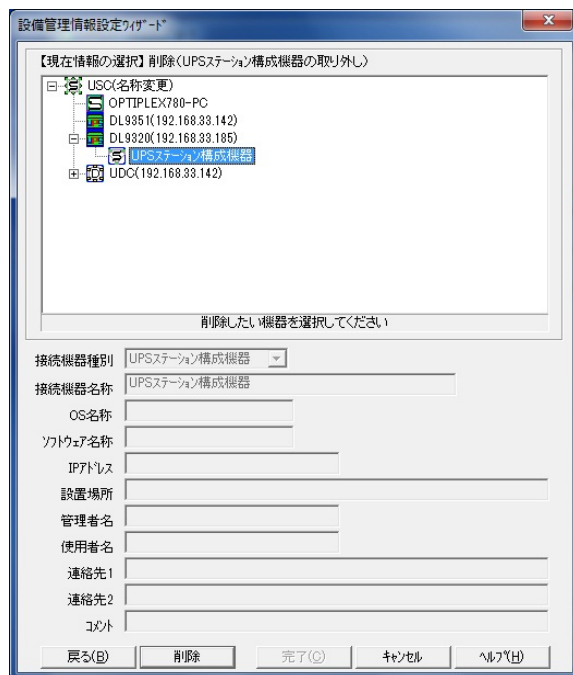 設備管理情報設定ｳｨｻﾞｰﾄﾞ
【現在情報の選択】削除(UPSｽﾃｰｼｮﾝ構成機器の取り外し)
USC(名称変更)
OPTIPLEX780-PC
DL9351(192.168.33.142)
DL9320(192.168.33.185)
UPSｽﾃｰｼｮﾝ構成機器
UDC(192.168.33.142)
削除したい機器を選択してください
接続機器種別 UPSｽﾃｰｼｮﾝ構成機器
接続機器名称 UPSｽﾃｰｼｮﾝ構成機器
OS名称
ｿﾌﾄｳｪｱ名称
IPｱﾄﾞﾚｽ
設置場所
管理者名
使用者名
連絡先1
連絡先2
ｺﾒﾝﾄ
戻る(B) 削除 完了(C) ｷｬﾝｾﾙ ﾍﾙﾌﾟ(H)